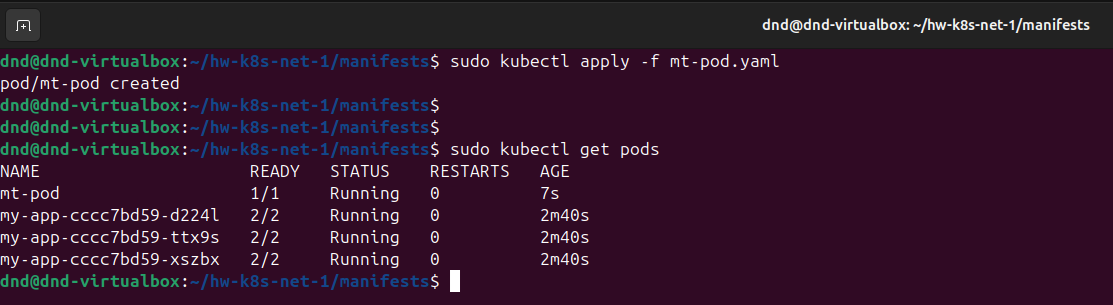 dnd@dnd-virtualbox: ~/hw-k8s-net-1/manifests
dnd@dnd-virtualbox:~/hw-k8s-net-1/manifests$ sudo kubectl apply -f mt-pod.yaml
pod/mt-pod created
dnd@dnd-virtualbox:~/hw-k8s-net-1/manifests$
dnd@dnd-virtualbox:~/hw-k8s-net-1/manifests$
dnd@dnd-virtualbox:~/hw-k8s-net-1/manifests$ sudo kubectl get pods
NAME                     READY   STATUS    RESTARTS   AGE
mt-pod                   1/1     Running   0          7s
my-app-cccc7bd59-d224l   2/2     Running   0          2m40s
my-app-cccc7bd59-ttx9s   2/2     Running   0          2m40s
my-app-cccc7bd59-xszbx   2/2     Running   0          2m40s
dnd@dnd-virtualbox:~/hw-k8s-net-1/manifests$